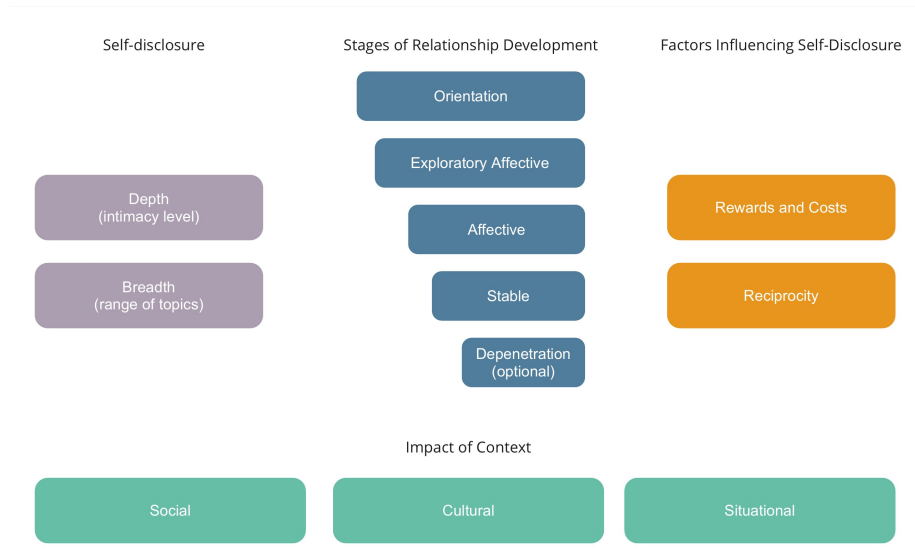 Self-disclosure
Stages of Relationship Development
Factors Influencing Self-Disclosure
Orientation
Exploratory Affective
Depth
(intimacy level)
Rewards and Costs
Affective
Breadth
(range of topics)
Stable
Reciprocity
Depenetration
(optional)
Impact of Context
Social
Cultural
Situational